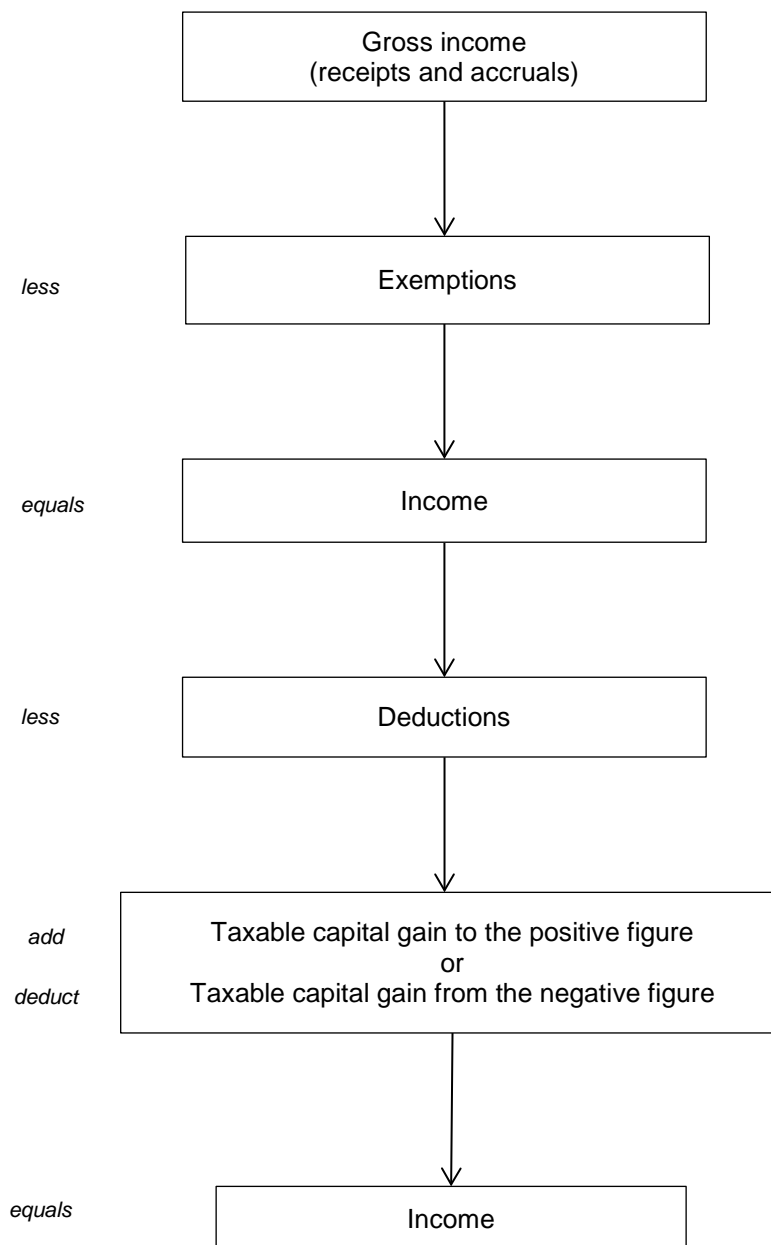 Gross income
(receipts and accruals)
less
Exemptions
equals
Income
less
Deductions
add
Taxable capital gain to the positive figure
or
deduct
Taxable capital gain from the negative figure
equals
Income